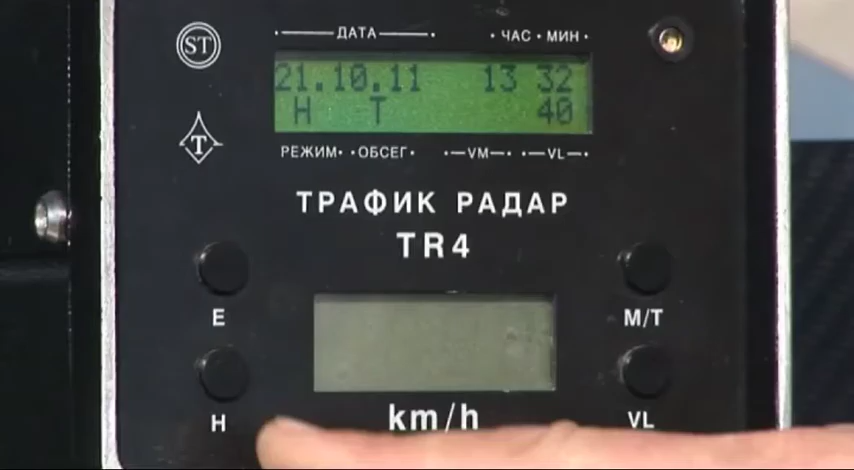 ST
ДАТА ЧАС МИН
21.10.11 13 32
Н Т 40
Т
РЕЖИМ ОБСЕГ VM VL
ТРАФИК РАДАР
TR4
E M/T
H VL
km/h